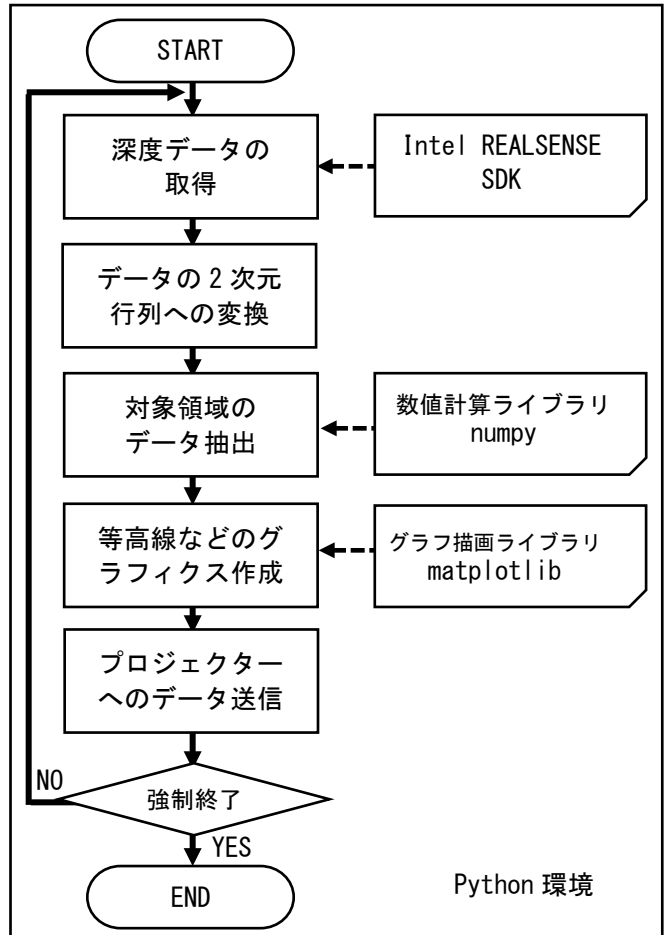 START
深度データの
取得
Intel REALSENSE
SDK
データの２次元
行列への変換
対象領域の
データ抽出
数値計算ライブラリ
numpy
等高線などのグ
ラフィクス作成
グラフ描画ライブラリ
matplotlib
プロジェクター
へのデータ送信
NO
強制終了
YES
END
Python 環境